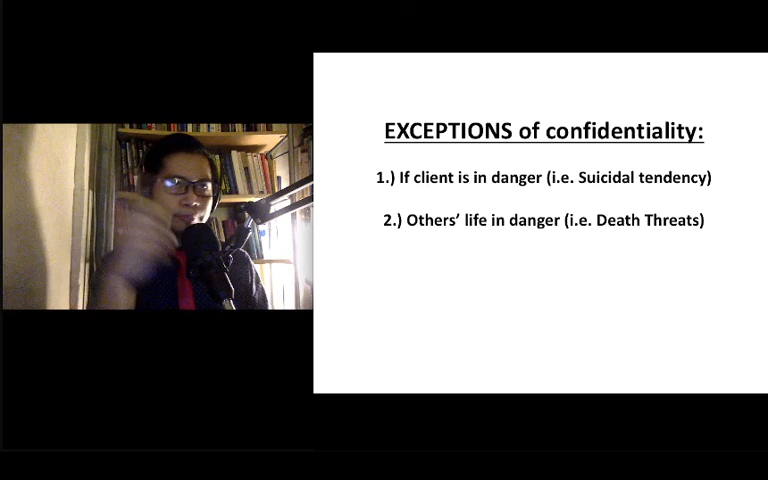 EXCEPTIONS of confidentiality:
1.) If client is in danger (i.e. Suicidal tendency)
2.) Others’ life in danger (i.e. Death Threats)